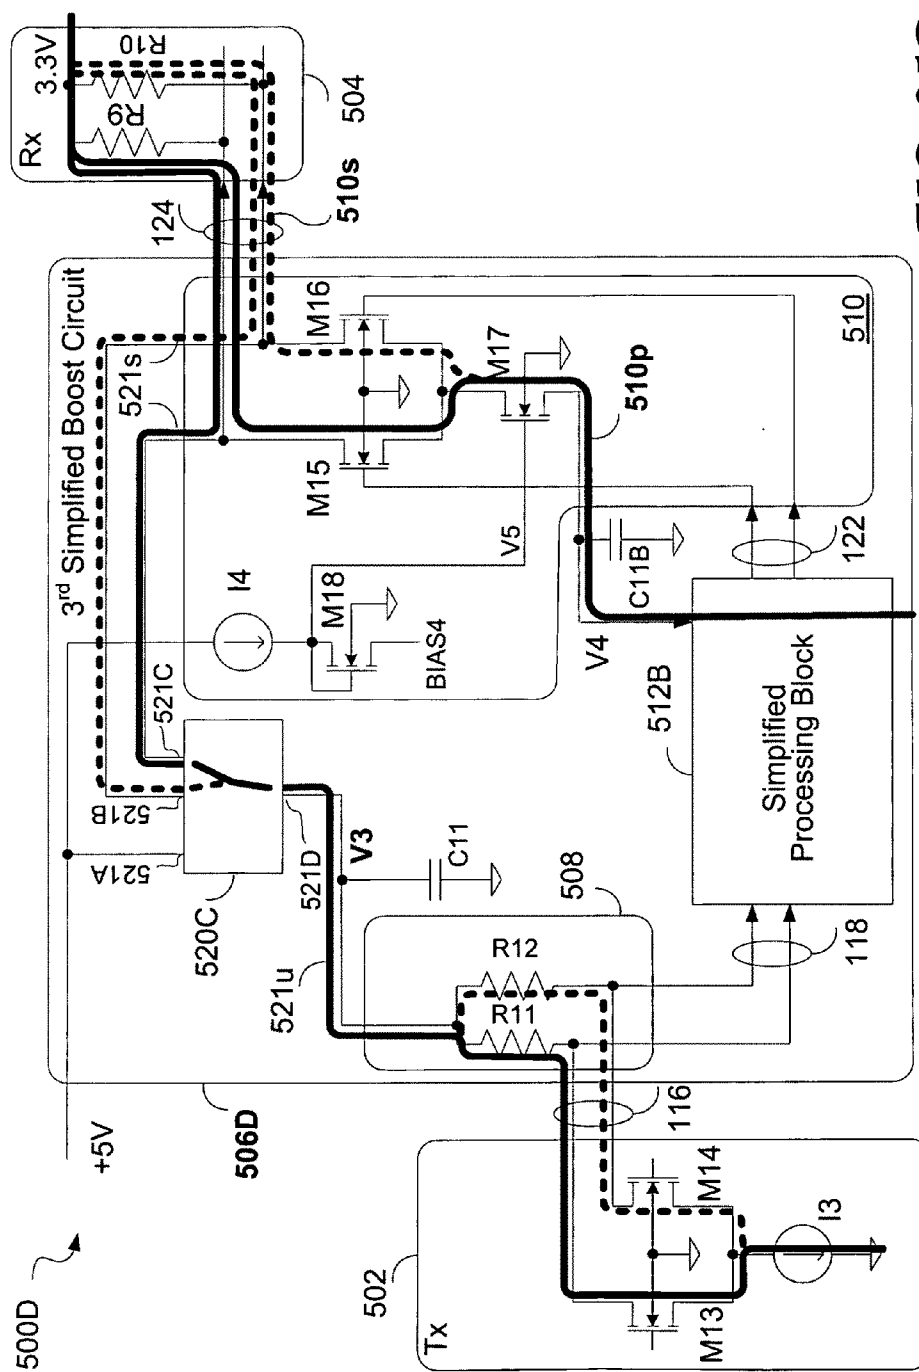 500D
+5V
506D
3rd Simplified Boost Circuit
Rx
3.3V
R9
R10
504
124
510s
521s
521C
521B
521A
520C
521D
521u
V3
C11
I4
M18
BIAS4
V5
M15
M16
M17
510p
510
C11B
V4
122
512B
Simplified
Processing Block
118
508
R12
R11
116
502
Tx
M13
M14
I3